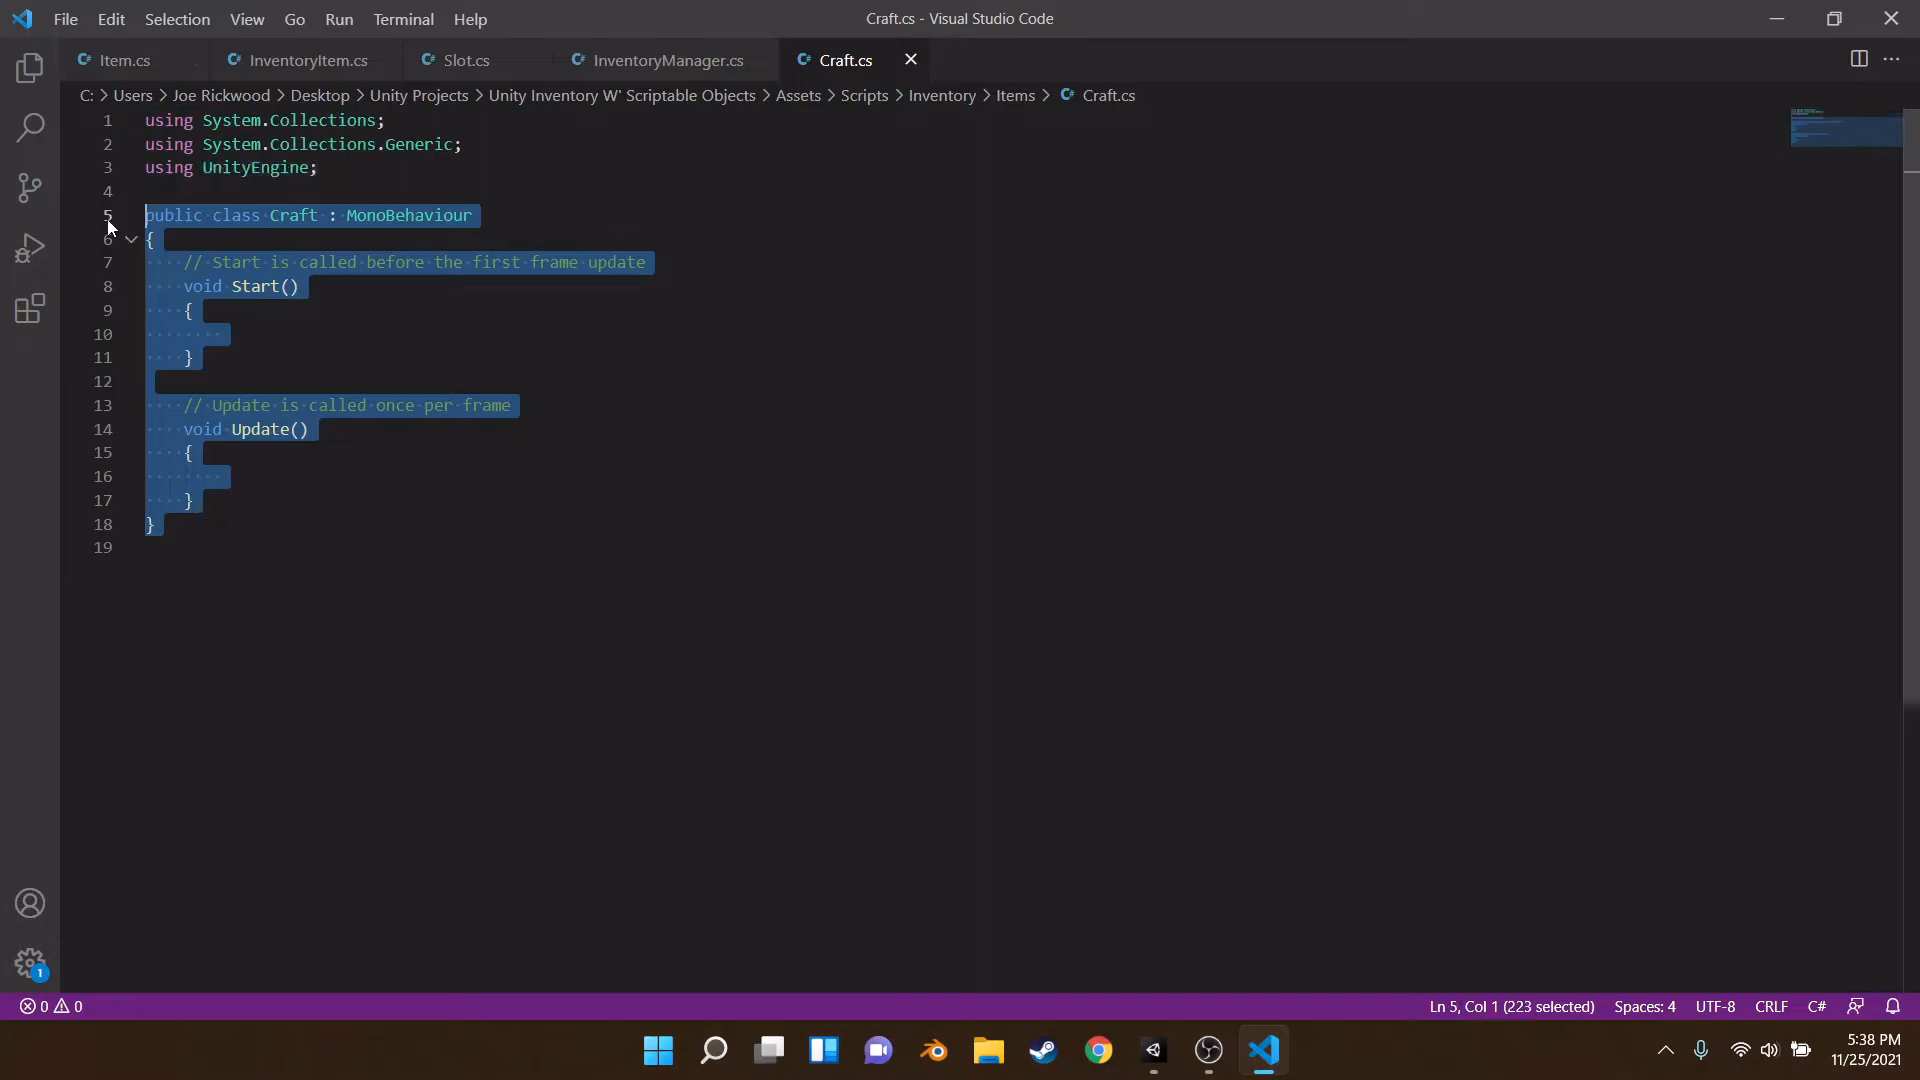 File Edit Selection View Go Run Terminal Help Craft.cs - Visual Studio Code
Item.cs InventoryItem.cs Slot.cs InventoryManager.cs Craft.cs
C: > Users > Joe Rickwood > Desktop > Unity Projects > Unity Inventory W' Scriptable Objects > Assets > Scripts > Inventory > Items > Craft.cs
1 using System.Collections;
2 using System.Collections.Generic;
3 using UnityEngine;
4
5 public class Craft : MonoBehaviour
6 {
7 // Start is called before the first frame update
8 void Start()
9 {
10
11 }
12
13 // Update is called once per frame
14 void Update()
15 {
16
17 }
18 }
19
1
0 0 Ln 5, Col 1 (223 selected) Spaces: 4 UTF-8 CRLF C#
5:38 PM
11/25/2021